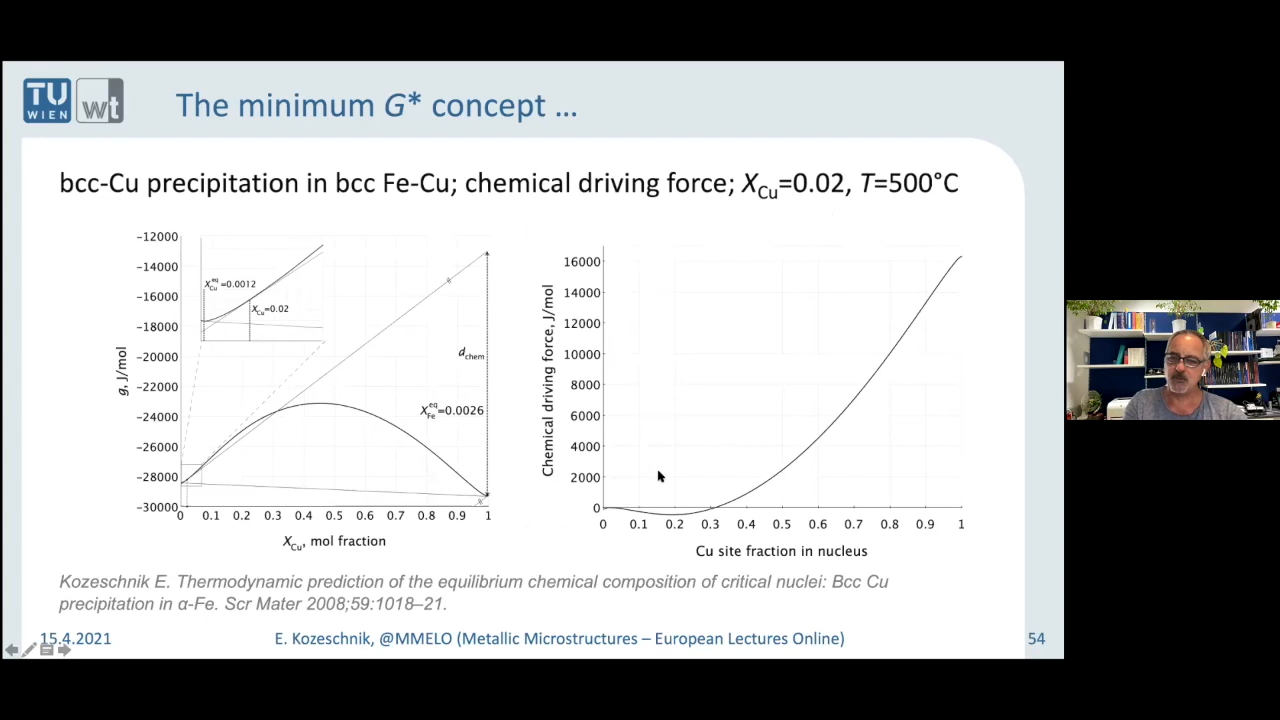 TU
WIEN
wt
The minimum G* concept ...
bcc-Cu precipitation in bcc Fe-Cu; chemical driving force; XCu=0.02, T=500°C
-12000
-14000
-16000
-18000
-20000
-22000
-24000
-26000
-28000
-30000
g, J/mol
XCu^eq=0.0012
XCu=0.02
dchem
XFe^eq=0.0026
0 0.1 0.2 0.3 0.4 0.5 0.6 0.7 0.8 0.9 1
XCu, mol fraction
16000
14000
12000
10000
8000
6000
4000
2000
0
Chemical driving force, J/mol
0 0.1 0.2 0.3 0.4 0.5 0.6 0.7 0.8 0.9 1
Cu site fraction in nucleus
Kozeschnik E. Thermodynamic prediction of the equilibrium chemical composition of critical nuclei: Bcc Cu
precipitation in α-Fe. Scr Mater 2008;59:1018–21.
15.4.2021
E. Kozeschnik, @MMELO (Metallic Microstructures – European Lectures Online)
54